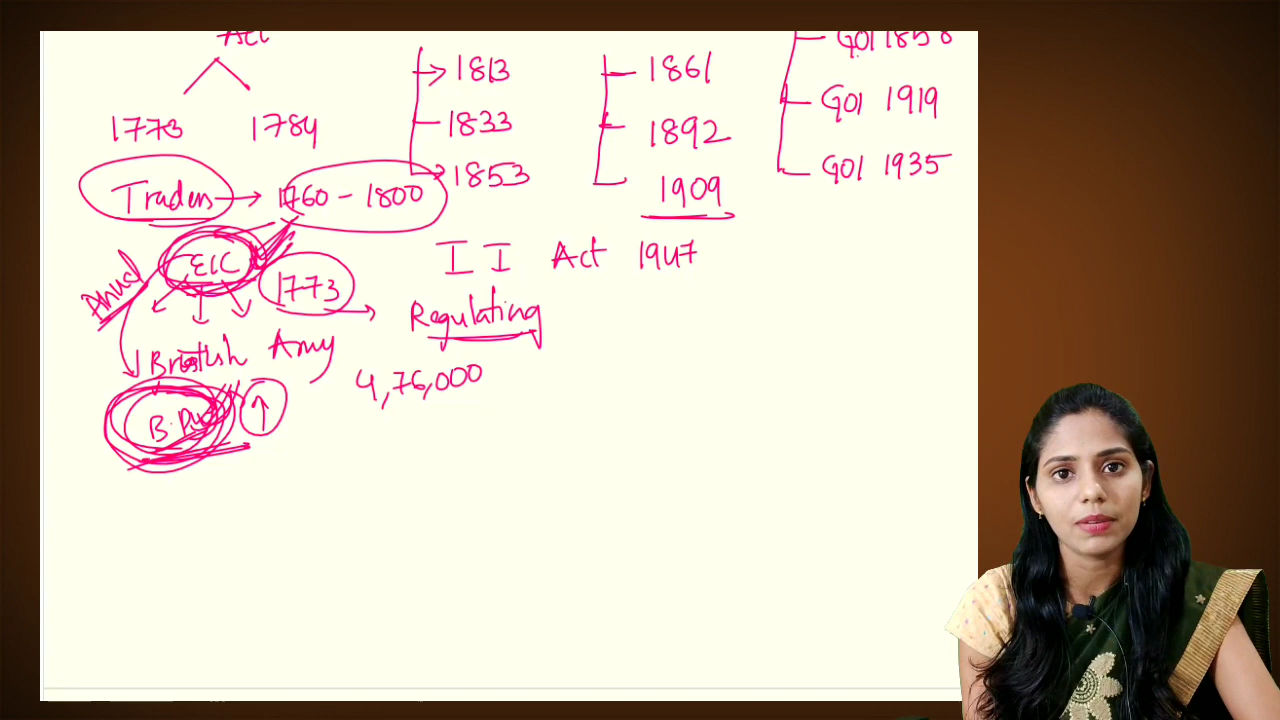 Act
1773 1784
1813
1833
1853
1861
1892
1909
GOI 1858
GOI 1919
GOI 1935
Traders → 1760 - 1800
EIC
1773 → Regulating
I I Act 1947
British Army
4,76,000
↑